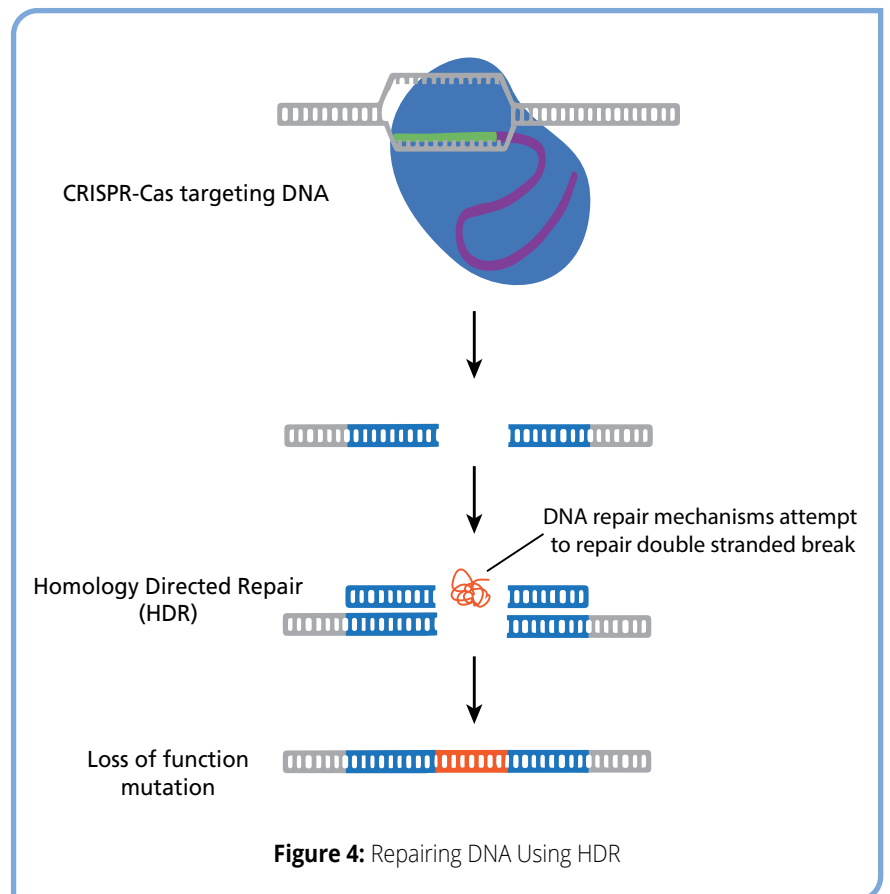 CRISPR-Cas targeting DNA
DNA repair mechanisms attempt
to repair double stranded break
Homology Directed Repair
(HDR)
Loss of function
mutation
Figure 4: Repairing DNA Using HDR